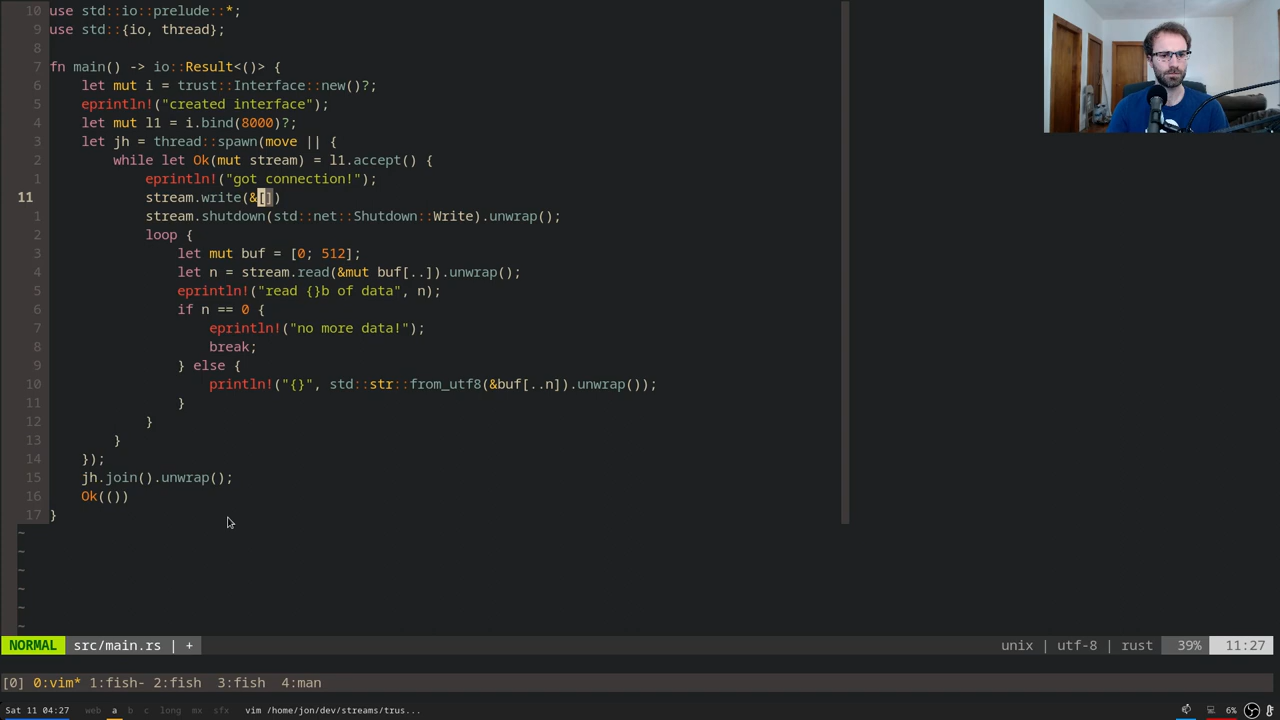 10 use std::io::prelude::*;
9 use std::{io, thread};
8
7 fn main() -> io::Result<()> {
6     let mut i = trust::Interface::new()?;
5     eprintln!("created interface");
4     let mut l1 = i.bind(8000)?;
3     let jh = thread::spawn(move || {
2         while let Ok(mut stream) = l1.accept() {
1             eprintln!("got connection!");
11             stream.write(&[])
1             stream.shutdown(std::net::Shutdown::Write).unwrap();
2             loop {
3                 let mut buf = [0; 512];
4                 let n = stream.read(&mut buf[..]).unwrap();
5                 eprintln!("read {}b of data", n);
6                 if n == 0 {
7                     eprintln!("no more data!");
8                     break;
9                 } else {
10                     println!("{}", std::str::from_utf8(&buf[..n]).unwrap());
11                 }
12             }
13         }
14     });
15     jh.join().unwrap();
16     Ok(())
17 }
~
~
~
~
~
~
NORMAL src/main.rs | + unix | utf-8 | rust 39% 11:27
[0] 0:vim* 1:fish- 2:fish 3:fish 4:man
Sat 11 04:27 web a b c long mx sfx vim /home/jon/dev/streams/trus... 6%